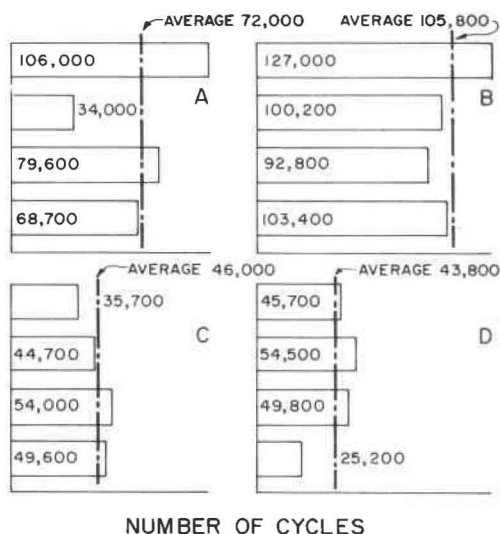 AVERAGE 72,000
106,000
A
34,000
79,600
68,700
AVERAGE 105,800
127,000
B
100,200
92,800
103,400
AVERAGE 46,000
35,700
C
44,700
54,000
49,600
AVERAGE 43,800
45,700
D
54,500
49,800
25,200
NUMBER OF CYCLES